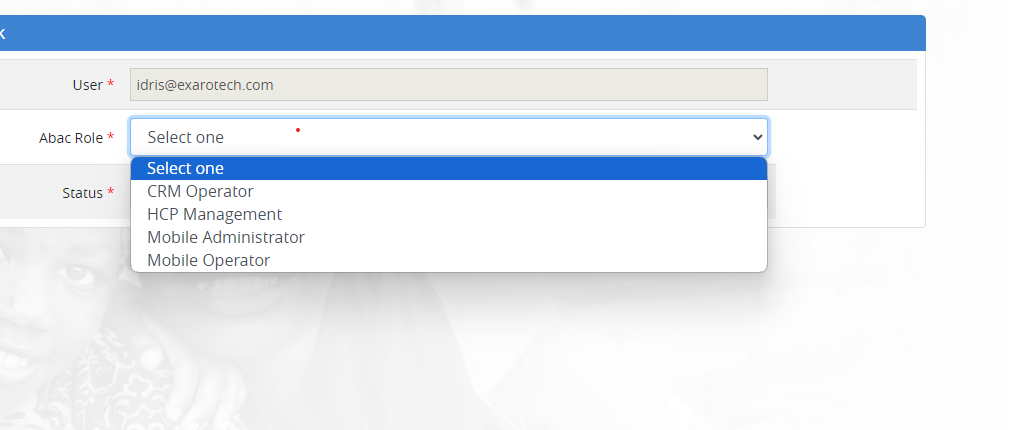 User *
idris@exarotech.com
Abac Role *
Select one
Select one
CRM Operator
HCP Management
Mobile Administrator
Mobile Operator
Status *